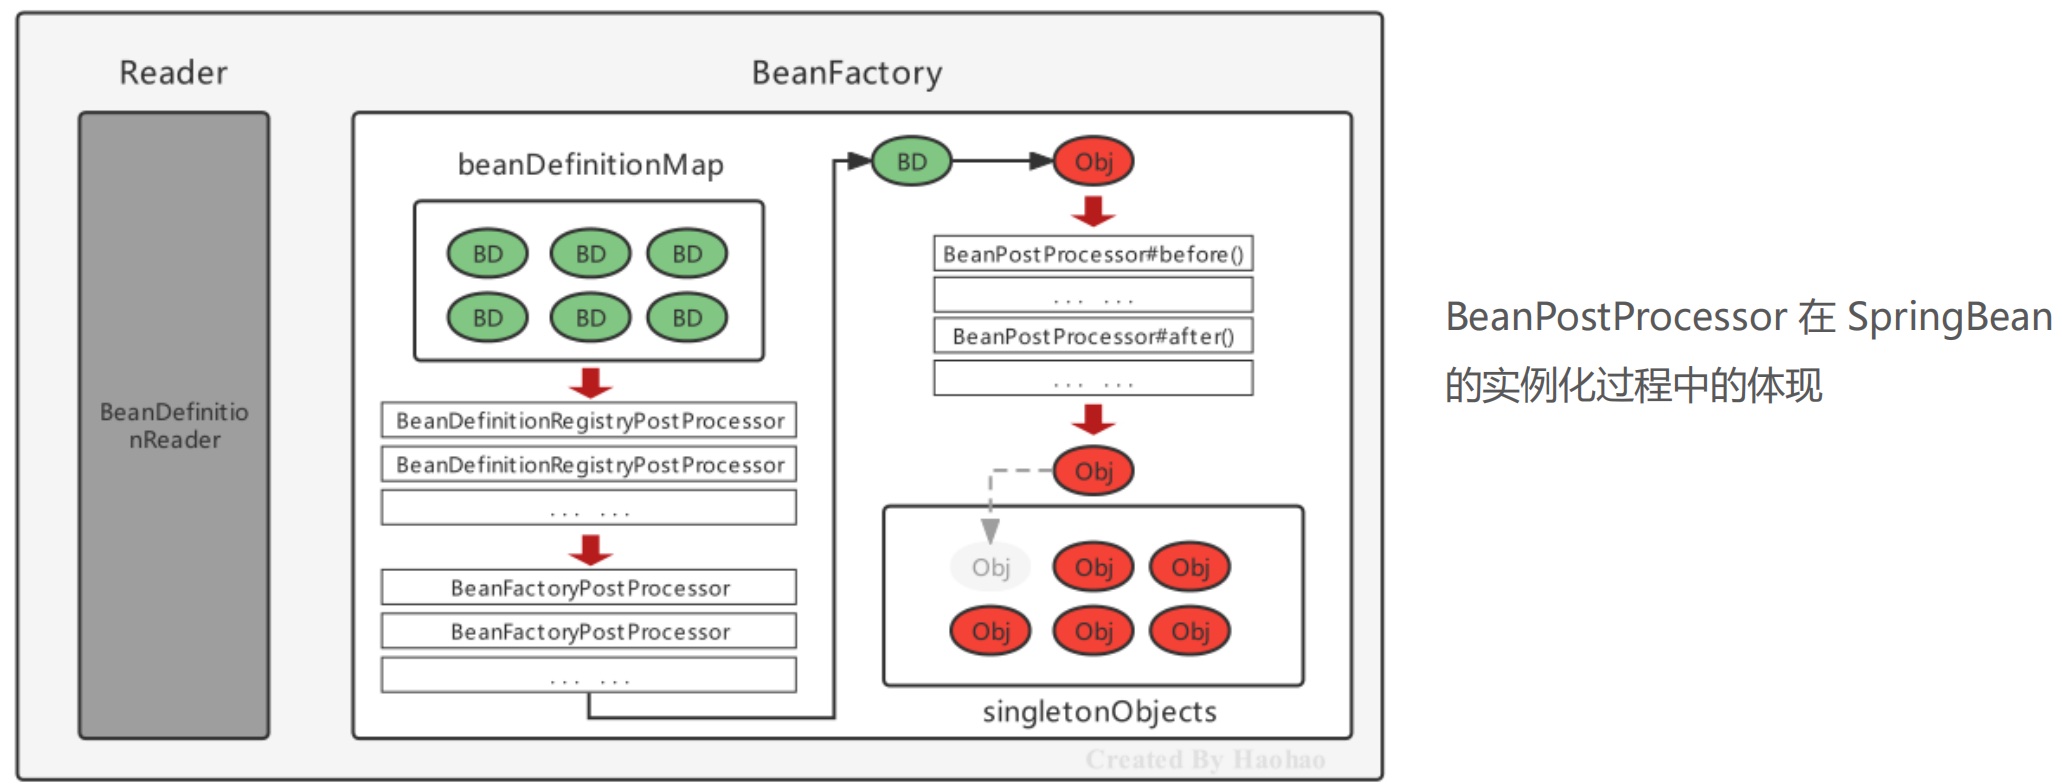 Reader
BeanFactory
BeanDefinitio
nReader
beanDefinitionMap
BD BD BD
BD BD BD
BeanDefinitionRegistryPostProcessor
BeanDefinitionRegistryPostProcessor
... ...
BeanFactoryPostProcessor
BeanFactoryPostProcessor
... ...
BD Obj
BeanPostProcessor#before()
... ...
BeanPostProcessor#after()
... ...
Obj
Obj Obj Obj
Obj Obj Obj
singletonObjects
Created By Haohao
BeanPostProcessor 在 SpringBean
的实例化过程中的体现